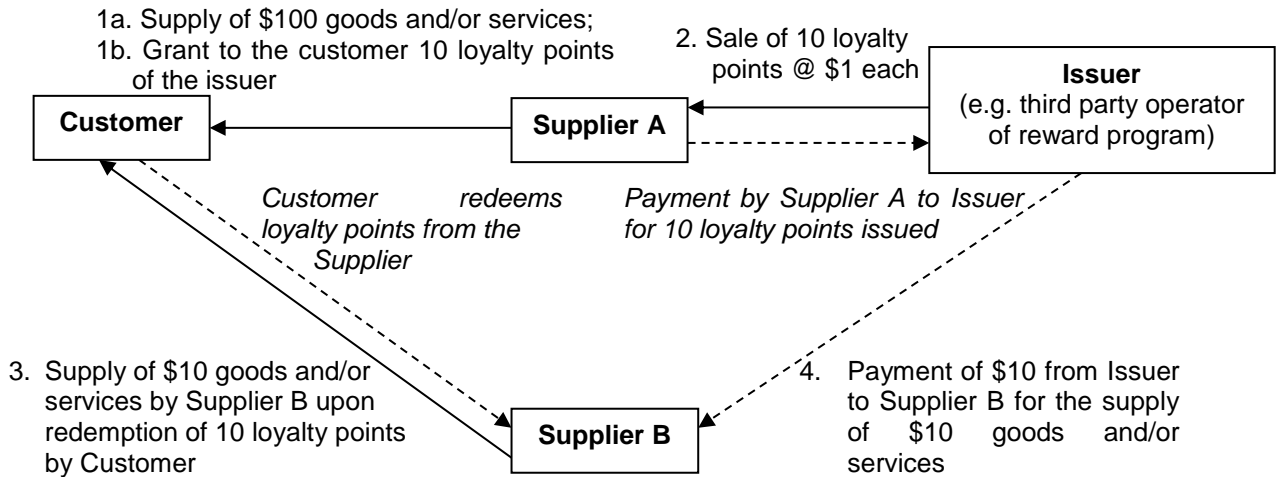 1a. Supply of $100 goods and/or services;
1b. Grant to the customer 10 loyalty points
of the issuer
2. Sale of 10 loyalty
points @ $1 each
Customer
Supplier A
Issuer
(e.g. third party operator
of reward program)
Customer redeems
loyalty points from the
Supplier
Payment by Supplier A to Issuer
for 10 loyalty points issued
3. Supply of $10 goods and/or
services by Supplier B upon
redemption of 10 loyalty points
by Customer
Supplier B
4. Payment of $10 from Issuer
to Supplier B for the supply
of $10 goods and/or
services